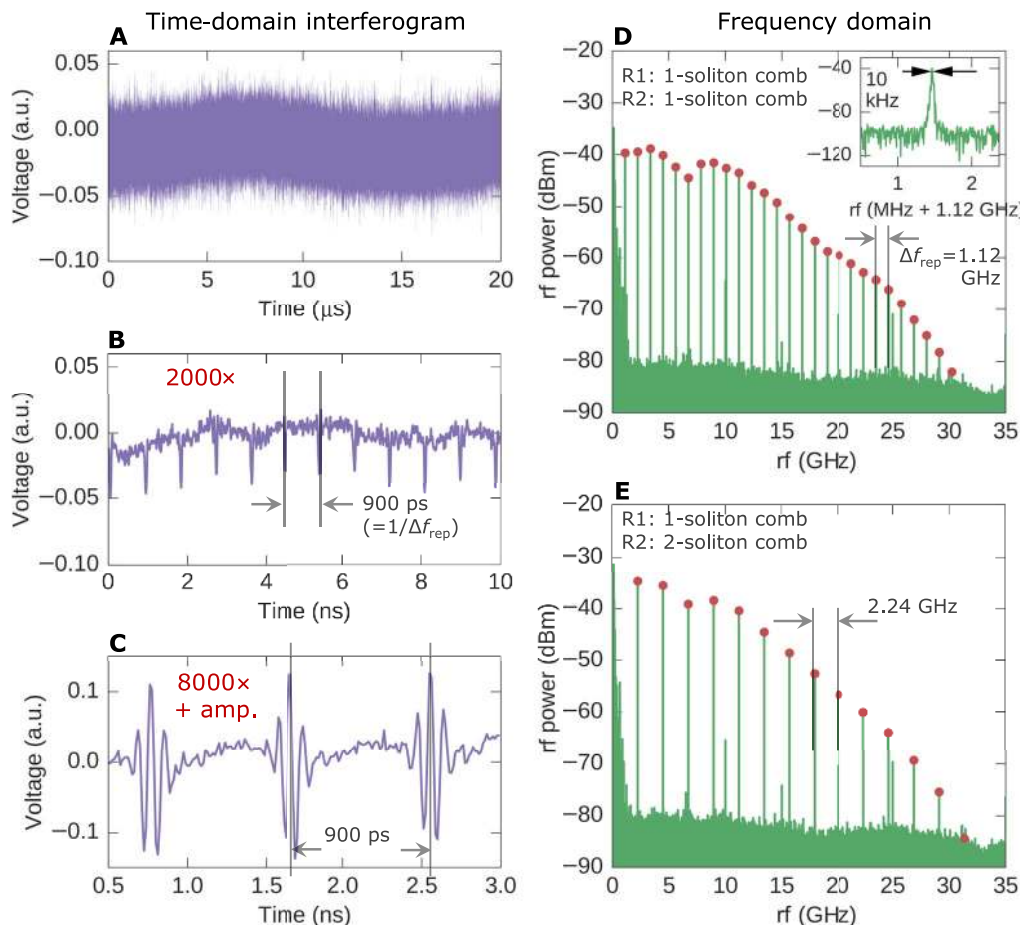 Time-domain interferogram
A
0.05
0.00
−0.05
−0.10
Voltage (a.u.)
0 5 10 15 20
Time (μs)
B
2000×
0.05
0.00
−0.05
−0.10
Voltage (a.u.)
900 ps
(=1/Δfrep)
0 2 4 6 8 10
Time (ns)
C
8000×
+ amp.
0.1
0.0
−0.1
Voltage (a.u.)
900 ps
0.5 1.0 1.5 2.0 2.5 3.0
Time (ns)
Frequency domain
D
R1: 1-soliton comb
R2: 1-soliton comb
−20
−30
−40
−50
−60
−70
−80
−90
rf power (dBm)
10
kHz
−40
−80
−120
1 2
rf (MHz + 1.12 GHz)
Δfrep=1.12
GHz
0 5 10 15 20 25 30 35
rf (GHz)
E
R1: 1-soliton comb
R2: 2-soliton comb
−20
−30
−40
−50
−60
−70
−80
−90
rf power (dBm)
2.24 GHz
0 5 10 15 20 25 30 35
rf (GHz)